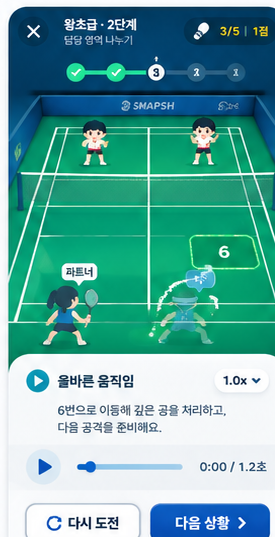 왕초급 · 2단계
담당 영역 나누기
3/5 | 1점
3
SMAPSH
6
파트너
올바른 움직임
1.0x
6번으로 이동해 깊은 공을 처리하고,
다음 공격을 준비해요.
0:00 / 1.2초
다시 도전
다음 상황